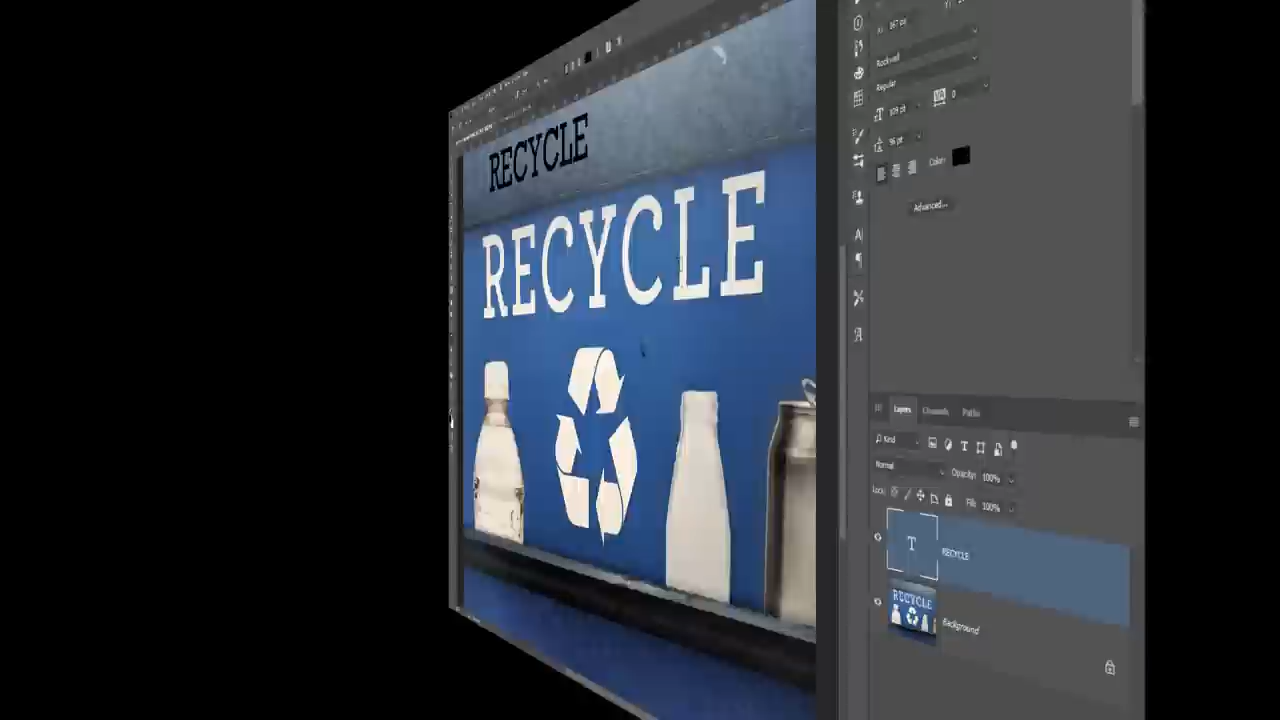 RECYCLE
RECYCLE
Rockwell
Regular
0
Color:
Advanced...
Layers
Channels
Paths
Kind
Normal
Opacity: 100%
Lock:
Fill: 100%
T
RECYCLE
RECYCLE
Background